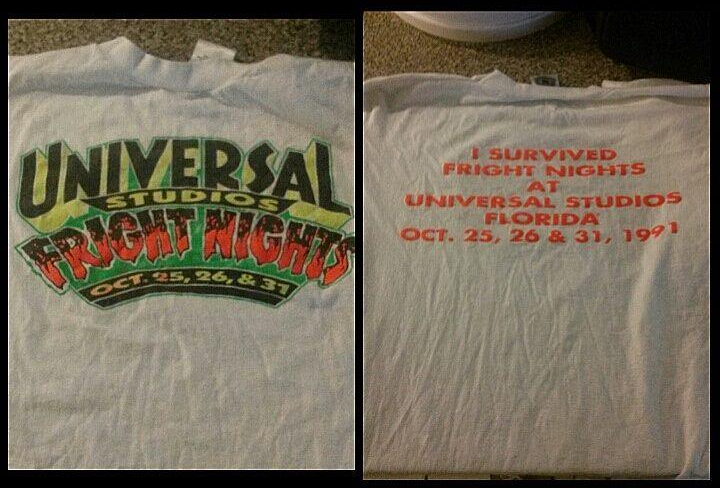 UNIVERSAL
STUDIOS
FRIGHT NIGHTS
OCT. 25, 26, & 31
I SURVIVED
FRIGHT NIGHTS
AT
UNIVERSAL STUDIOS
FLORIDA
OCT. 25, 26 & 31, 1991